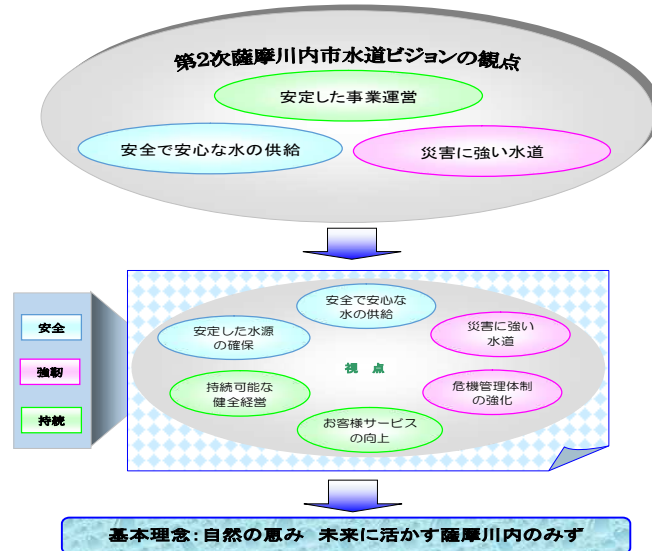 第2次薩摩川内市水道ビジョンの観点
安定した事業運営
安全で安心な水の供給
災害に強い水道
安全
強靭
持続
安全で安心な
水の供給
安定した水源
の確保
災害に強い
水道
視 点
持続可能な
健全経営
危機管理体制
の強化
お客様サービス
の向上
基本理念:自然の恵み 未来に活かす薩摩川内のみず